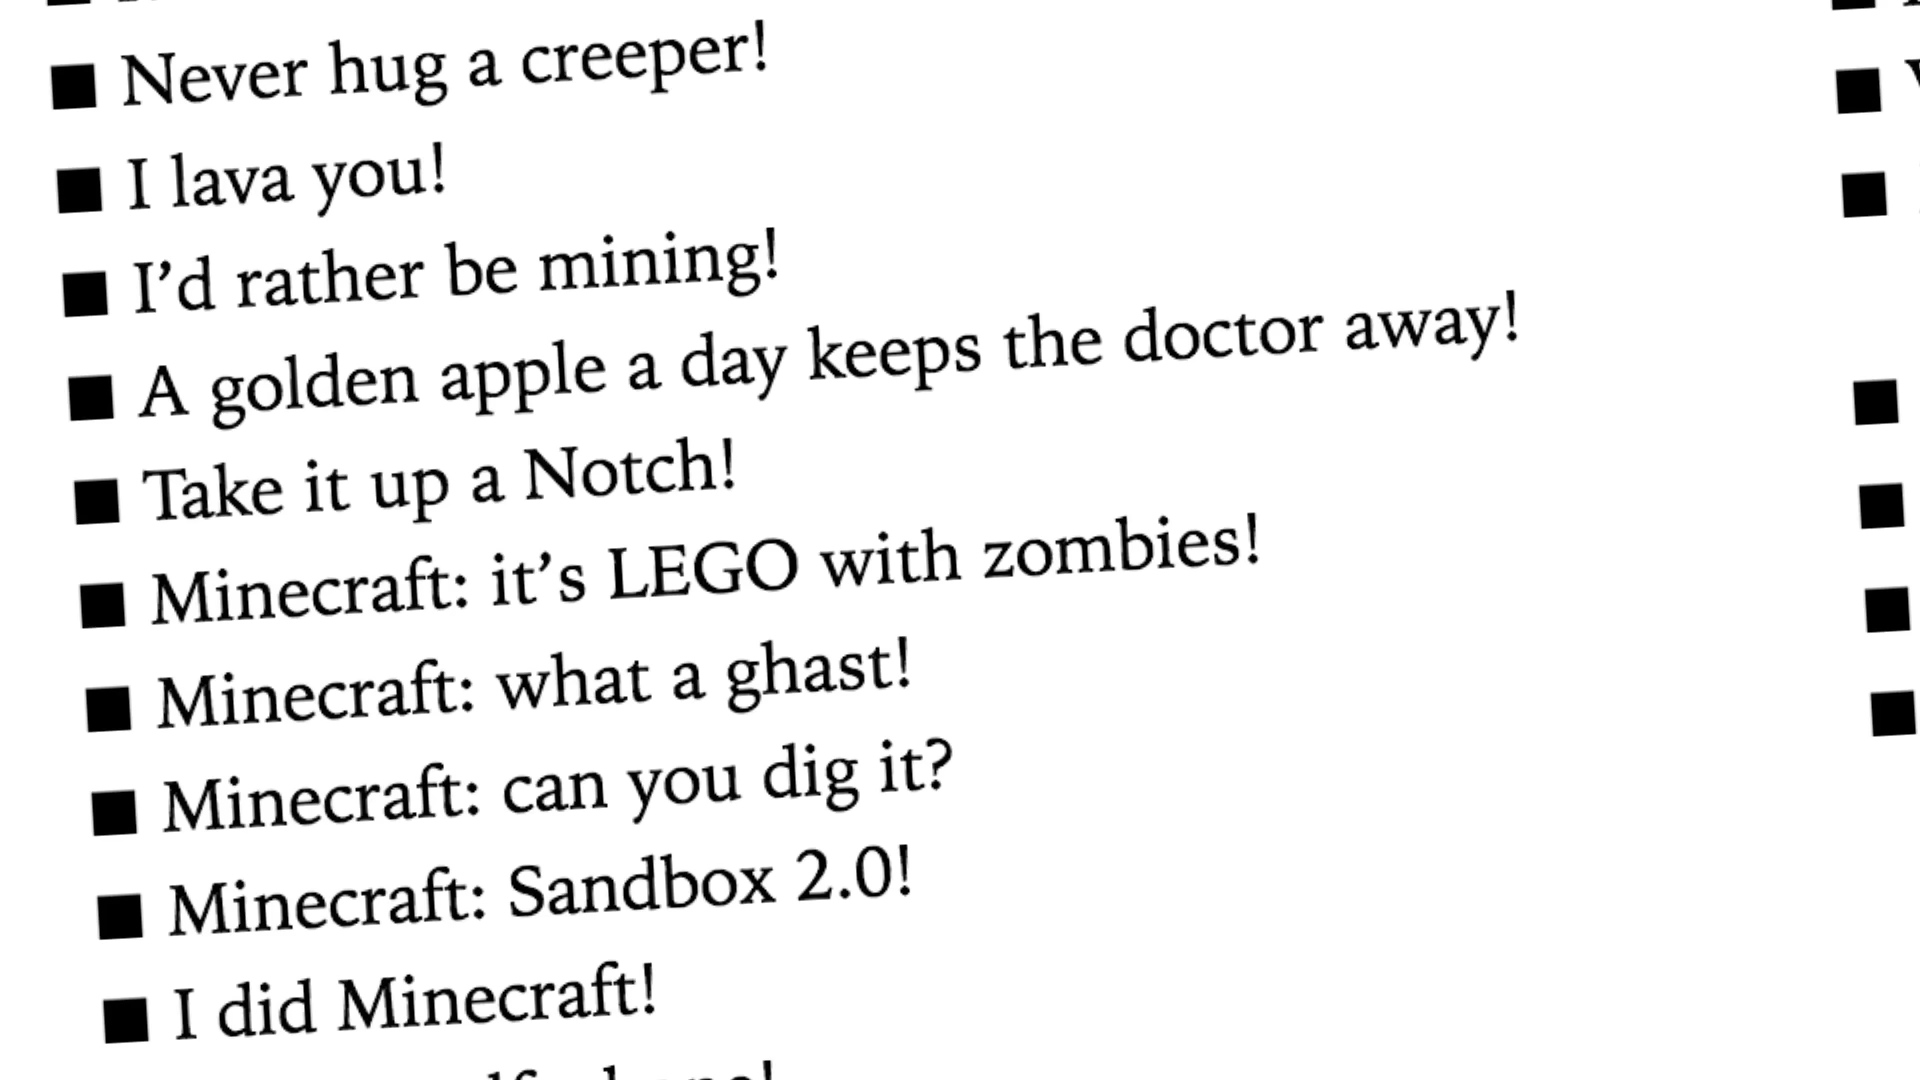 ■ Never hug a creeper!
■ I lava you!
■ I’d rather be mining!
■ A golden apple a day keeps the doctor away!
■ Take it up a Notch!
■ Minecraft: it’s LEGO with zombies!
■ Minecraft: what a ghast!
■ Minecraft: can you dig it?
■ Minecraft: Sandbox 2.0!
■ I did Minecraft!